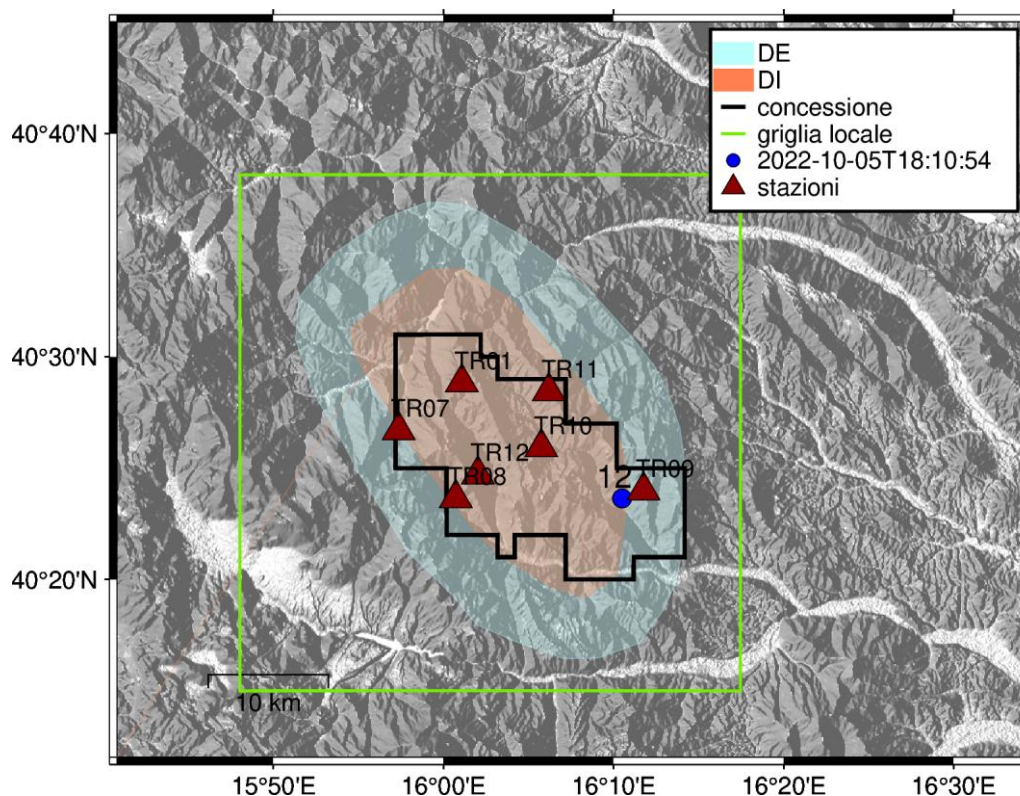 DE
DI
concessione
griglia locale
2022-10-05T18:10:54
stazioni
40°40'N
40°30'N
40°20'N
TR01
TR11
TR07
TR10
TR12
TR08
12
TR09
10 km
15°50'E
16°00'E
16°10'E
16°20'E
16°30'E